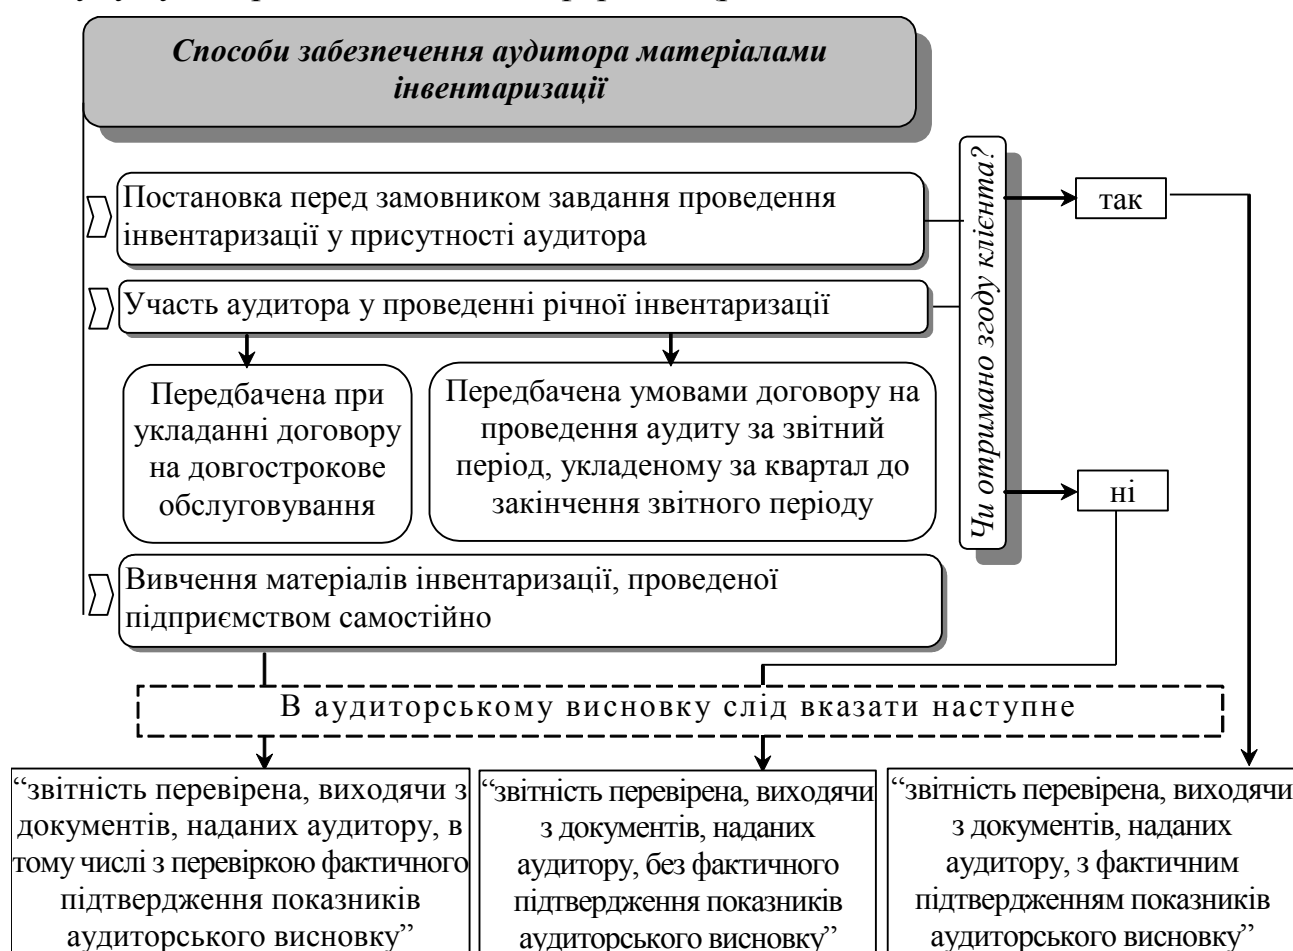 Способи забезпечення аудитора матеріалами
інвентаризації
Постановка перед замовником завдання проведення
інвентаризації у присутності аудитора
Участь аудитора у проведенні річної інвентаризації
Передбачена при
укладанні договору
на довгострокове
обслуговування
Передбачена умовами договору на
проведення аудиту за звітний
період, укладеному за квартал до
закінчення звітного періоду
Вивчення матеріалів інвентаризації, проведеної
підприємством самостійно
Чи отримано згоду клієнта?
так
ні
В аудиторському висновку слід вказати наступне
“звітність перевірена, виходячи з
документів, наданих аудитору, в
тому числі з перевіркою фактичного
підтвердження показників
аудиторського висновку”
“звітність перевірена, виходячи
з документів, наданих
аудитору, без фактичного
підтвердження показників
аудиторського висновку”
“звітність перевірена, виходячи
з документів, наданих
аудитору, з фактичним
підтвердженням показників
аудиторського висновку”